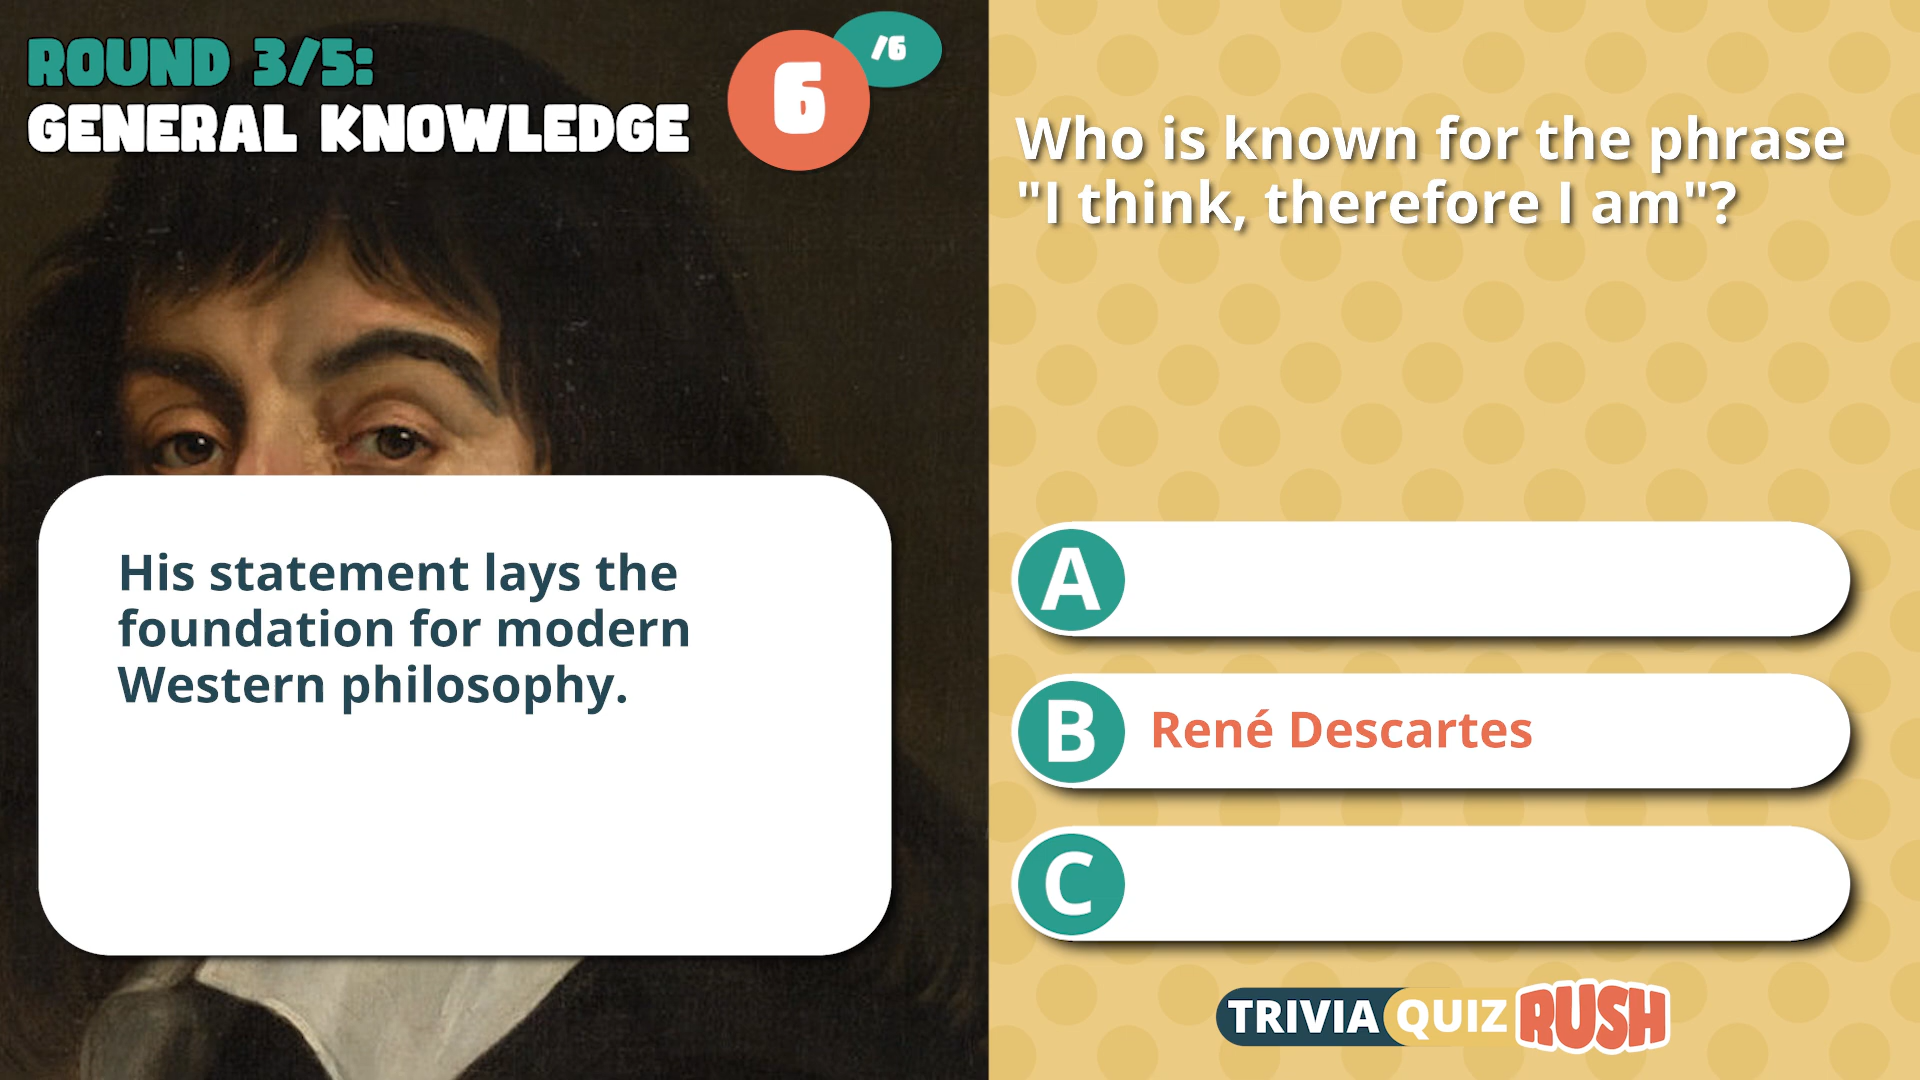 ROUND 3/5:
GENERAL KNOWLEDGE
6
/6
Who is known for the phrase
"I think, therefore I am"?
His statement lays the
foundation for modern
Western philosophy.
A
B René Descartes
C
TRIVIA QUIZ RUSH